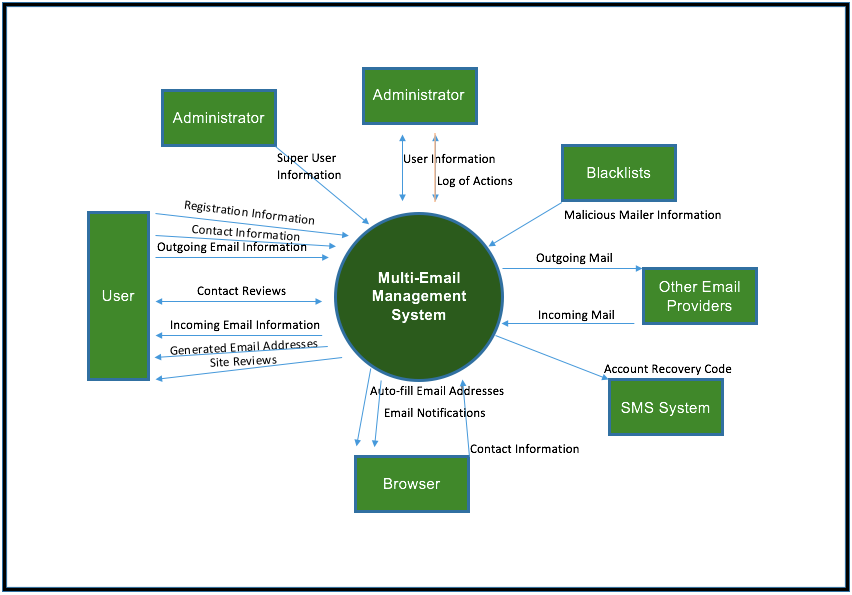 Administrator
Administrator
Super User
Information
User Information
Log of Actions
Blacklists
Malicious Mailer Information
Registration Information
Contact Information
Outgoing Email Information
User
Contact Reviews
Incoming Email Information
Generated Email Addresses
Site Reviews
Multi-Email
Management
System
Outgoing Mail
Other Email
Providers
Incoming Mail
Account Recovery Code
SMS System
Auto-fill Email Addresses
Email Notifications
Contact Information
Browser